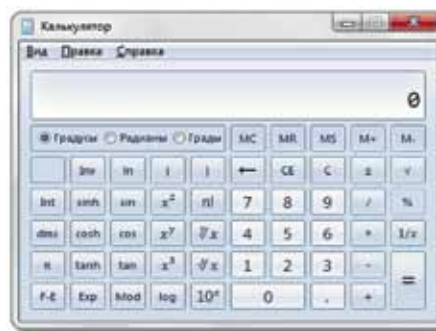 Калькулятор
Вид Правка Справка
0
Градусы Радианы Грады MC MR MS M+ M-
Inv ln ( ) ← CE C ± √
Int sinh sin x² n! 7 8 9 / %
dms cosh cos xʸ ʸ√x 4 5 6 * 1/x
π tanh tan x³ ³√x 1 2 3 - =
F-E Exp Mod log 10ˣ 0 . +